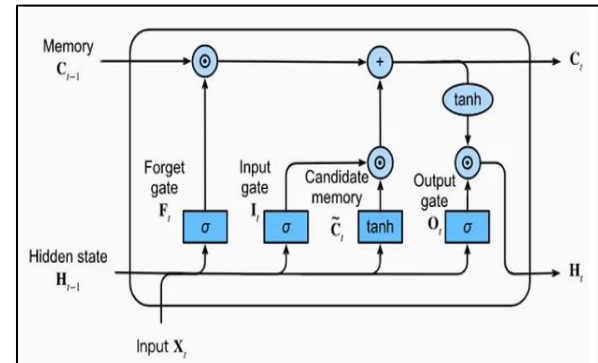 Memory
C_{t-1}
C_t
tanh
Forget
gate
F_t
Input
gate
I_t
Candidate
memory
C̃_t
Output
gate
O_t
σ
σ
tanh
σ
Hidden state
H_{t-1}
H_t
Input X_t